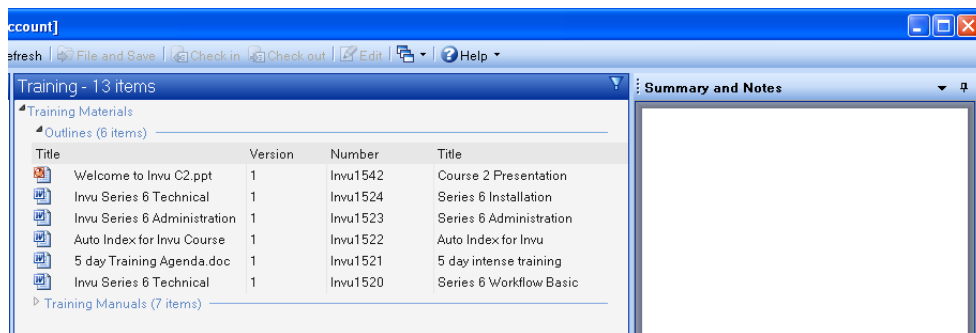 ccount]
efresh File and Save Check in Check out Edit Help
Training - 13 items
Summary and Notes
Training Materials
Outlines (6 items)
Title Version Number Title
Welcome to Invu C2.ppt 1 Invu1542 Course 2 Presentation
Invu Series 6 Technical 1 Invu1524 Series 6 Installation
Invu Series 6 Administration 1 Invu1523 Series 6 Administration
Auto Index for Invu Course 1 Invu1522 Auto Index for Invu
5 day Training Agenda.doc 1 Invu1521 5 day intense training
Invu Series 6 Technical 1 Invu1520 Series 6 Workflow Basic
Training Manuals (7 items)